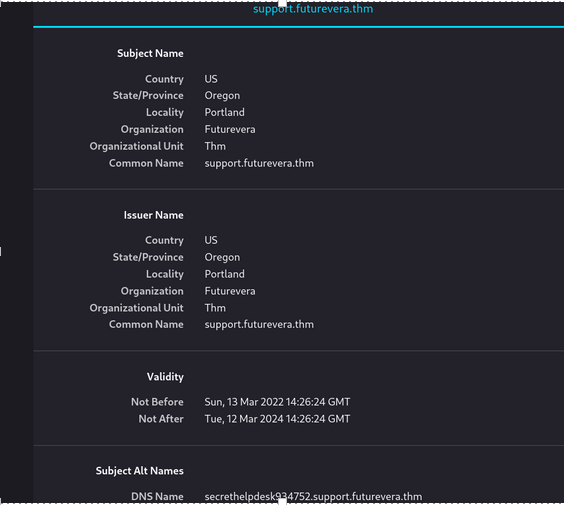 support.futurevera.thm
Subject Name
Country US
State/Province Oregon
Locality Portland
Organization Futurevera
Organizational Unit Thm
Common Name support.futurevera.thm
Issuer Name
Country US
State/Province Oregon
Locality Portland
Organization Futurevera
Organizational Unit Thm
Common Name support.futurevera.thm
Validity
Not Before Sun, 13 Mar 2022 14:26:24 GMT
Not After Tue, 12 Mar 2024 14:26:24 GMT
Subject Alt Names
DNS Name secrethelpdesk934752.support.futurevera.thm